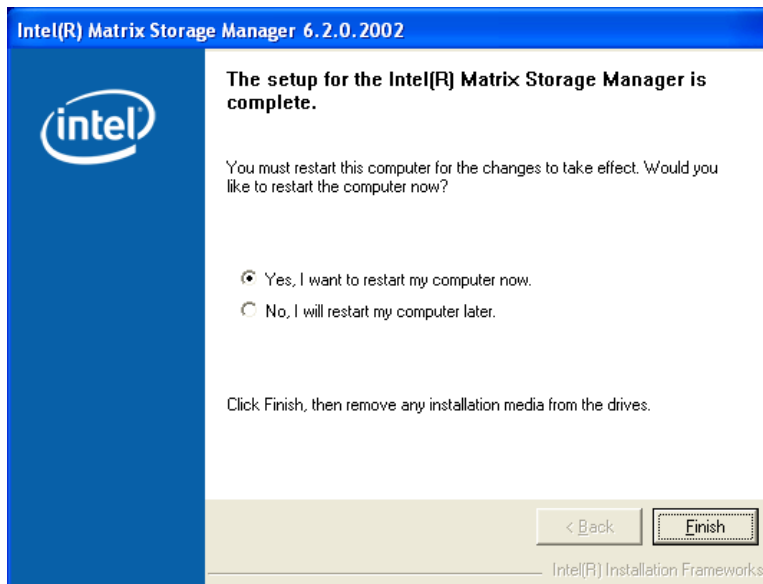 Intel(R) Matrix Storage Manager 6.2.0.2002
intel
The setup for the Intel(R) Matrix Storage Manager is
complete.
You must restart this computer for the changes to take effect. Would you
like to restart the computer now?
Yes, I want to restart my computer now.
No, I will restart my computer later.
Click Finish, then remove any installation media from the drives.
< Back
Finish
Intel(R) Installation Frameworks